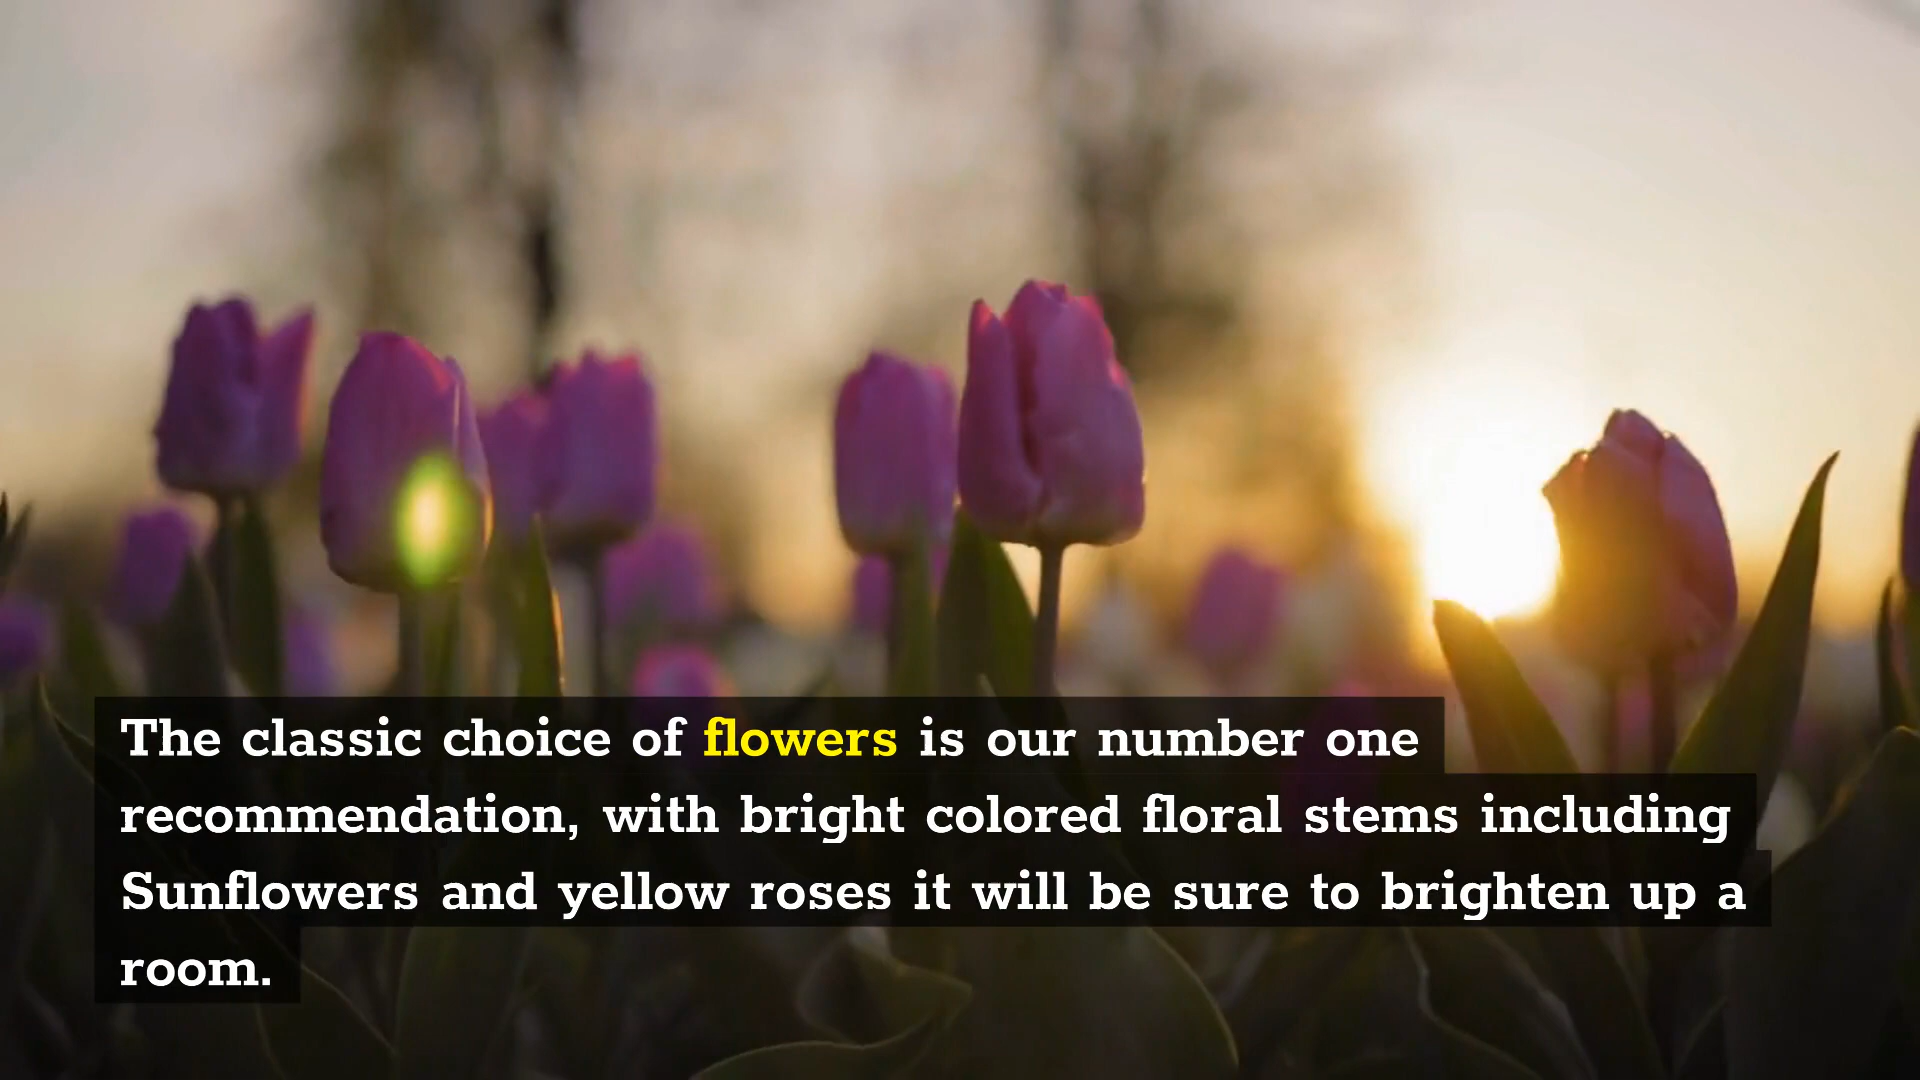 The classic choice of flowers is our number one
recommendation, with bright colored floral stems including
Sunflowers and yellow roses it will be sure to brighten up a
room.